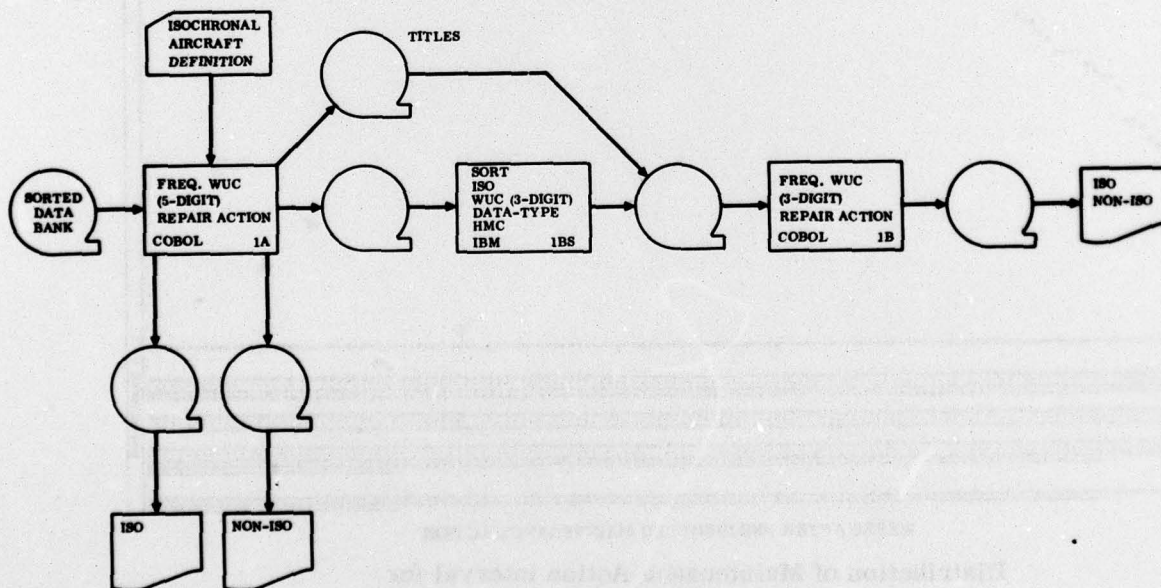 ISOCHRONAL
AIRCRAFT
DEFINITION
TITLES
SORTED
DATA
BANK
FREQ. WUC
(5-DIGIT)
REPAIR ACTION
COBOL 1A
SORT
ISO
WUC (3-DIGIT)
DATA-TYPE
HMC
IBM 1BS
FREQ. WUC
(3-DIGIT)
REPAIR ACTION
COBOL 1B
ISO
NON-ISO
ISO
NON-ISO
Distribution of Maintenance Action Interval for